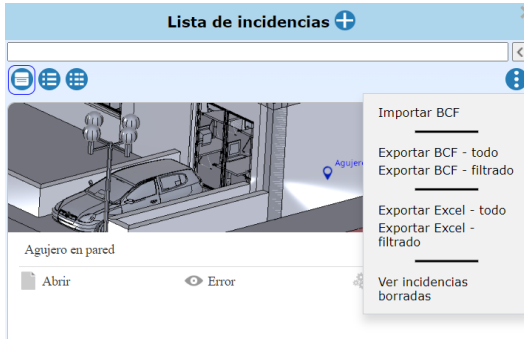 Lista de incidencias
Importar BCF
Exportar BCF - todo
Exportar BCF - filtrado
Exportar Excel - todo
Exportar Excel -
filtrado
Ver incidencias
borradas
Agujero
Agujero en pared
Abrir
Error